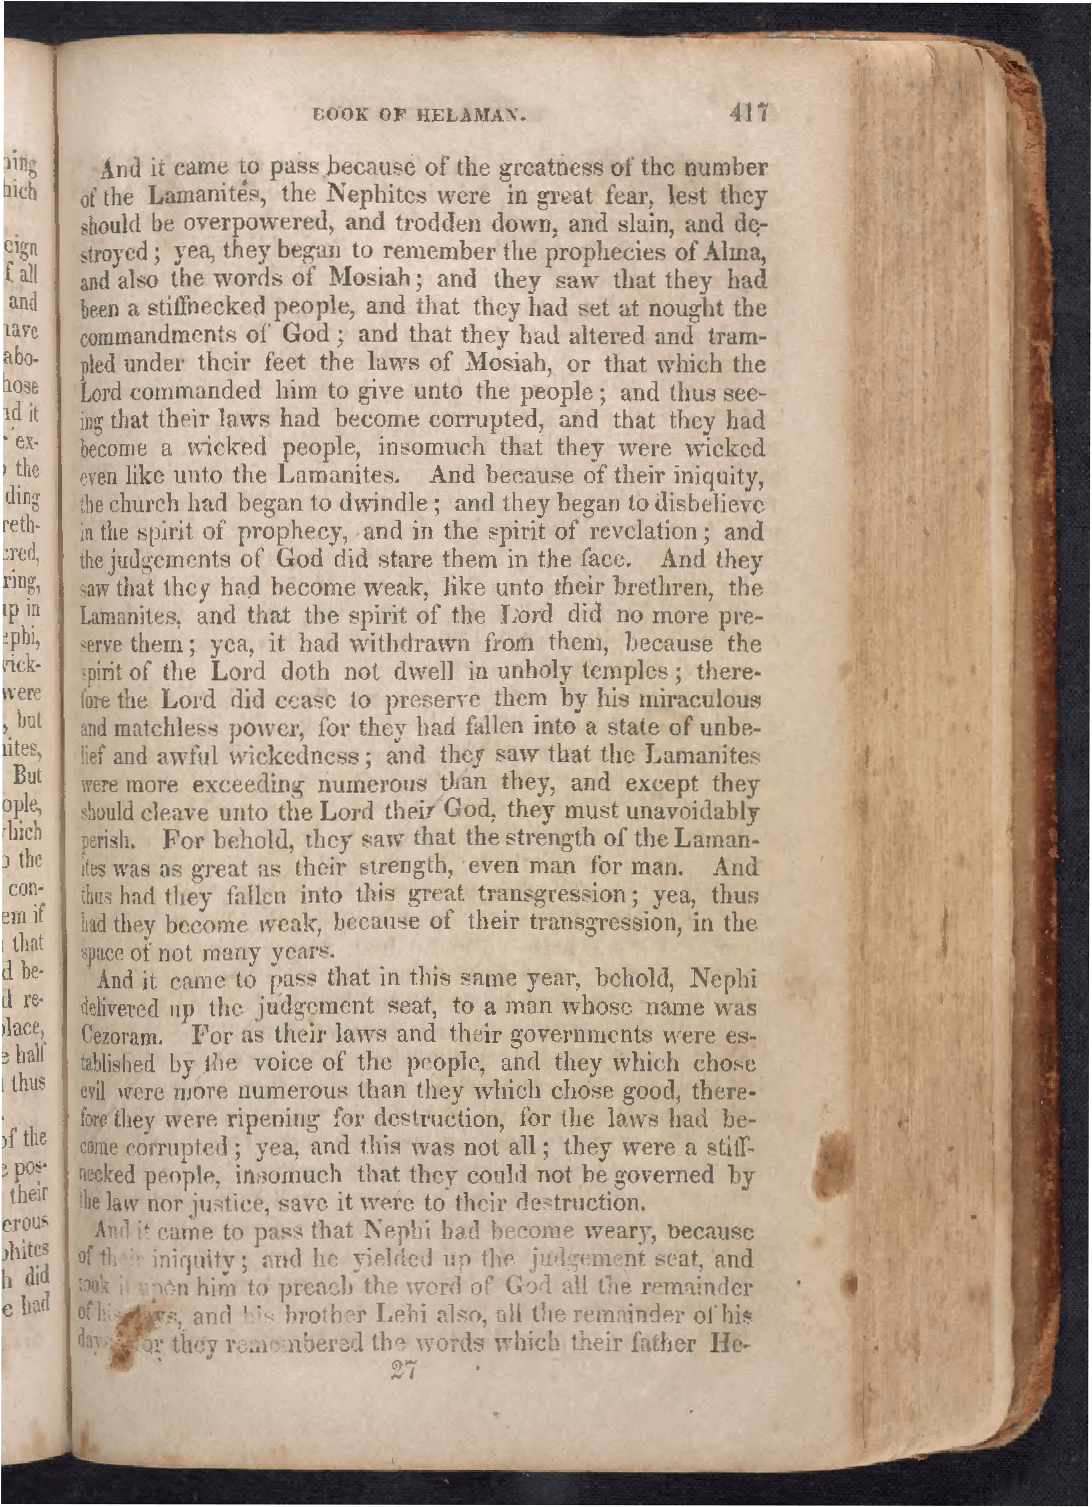 BOOK OF HELAMAN. 417
And it came to pass because of the greatness of the number
of the Lamanites, the Nephites were in great fear, lest they
should be overpowered, and trodden down, and slain, and de-
stroyed; yea, they began to remember the prophecies of Alma,
and also the words of Mosiah; and they saw that they had
been a stiffnecked people, and that they had set at nought the
commandments of God; and that they had altered and tram-
pled under their feet the laws of Mosiah, or that which the
Lord commanded him to give unto the people; and thus see-
ing that their laws had become corrupted, and that they had
become a wicked people, insomuch that they were wicked
even like unto the Lamanites. And because of their iniquity,
the church had began to dwindle; and they began to disbelieve
in the spirit of prophecy, and in the spirit of revelation; and
the judgements of God did stare them in the face. And they
saw that they had become weak, like unto their brethren, the
Lamanites, and that the spirit of the Lord did no more pre-
serve them; yea, it had withdrawn from them, because the
spirit of the Lord doth not dwell in unholy temples; there-
fore the Lord did cease to preserve them by his miraculous
and matchless power, for they had fallen into a state of unbe-
lief and awful wickedness; and they saw that the Lamanites
were more exceeding numerous than they, and except they
should cleave unto the Lord their God, they must unavoidably
perish. For behold, they saw that the strength of the Laman-
ites was as great as their strength, even man for man. And
thus had they fallen into this great transgression; yea, thus
had they become weak, because of their transgression, in the
space of not many years.
And it came to pass that in this same year, behold, Nephi
delivered up the judgement seat, to a man whose name was
Cezoram. For as their laws and their governments were es-
tablished by the voice of the people, and they which chose
evil were more numerous than they which chose good, there-
fore they were ripening for destruction, for the laws had be-
come corrupted; yea, and this was not all; they were a stiff-
necked people, insomuch that they could not be governed by
the law nor justice, save it were to their destruction.
And it came to pass that Nephi had become weary, because
of their iniquity; and he yielded up the judgement seat, and
took it upon him to preach the word of God all the remainder
of his days, and his brother Lehi also, all the remainder of his
days for they remembered the words which their father He-
27